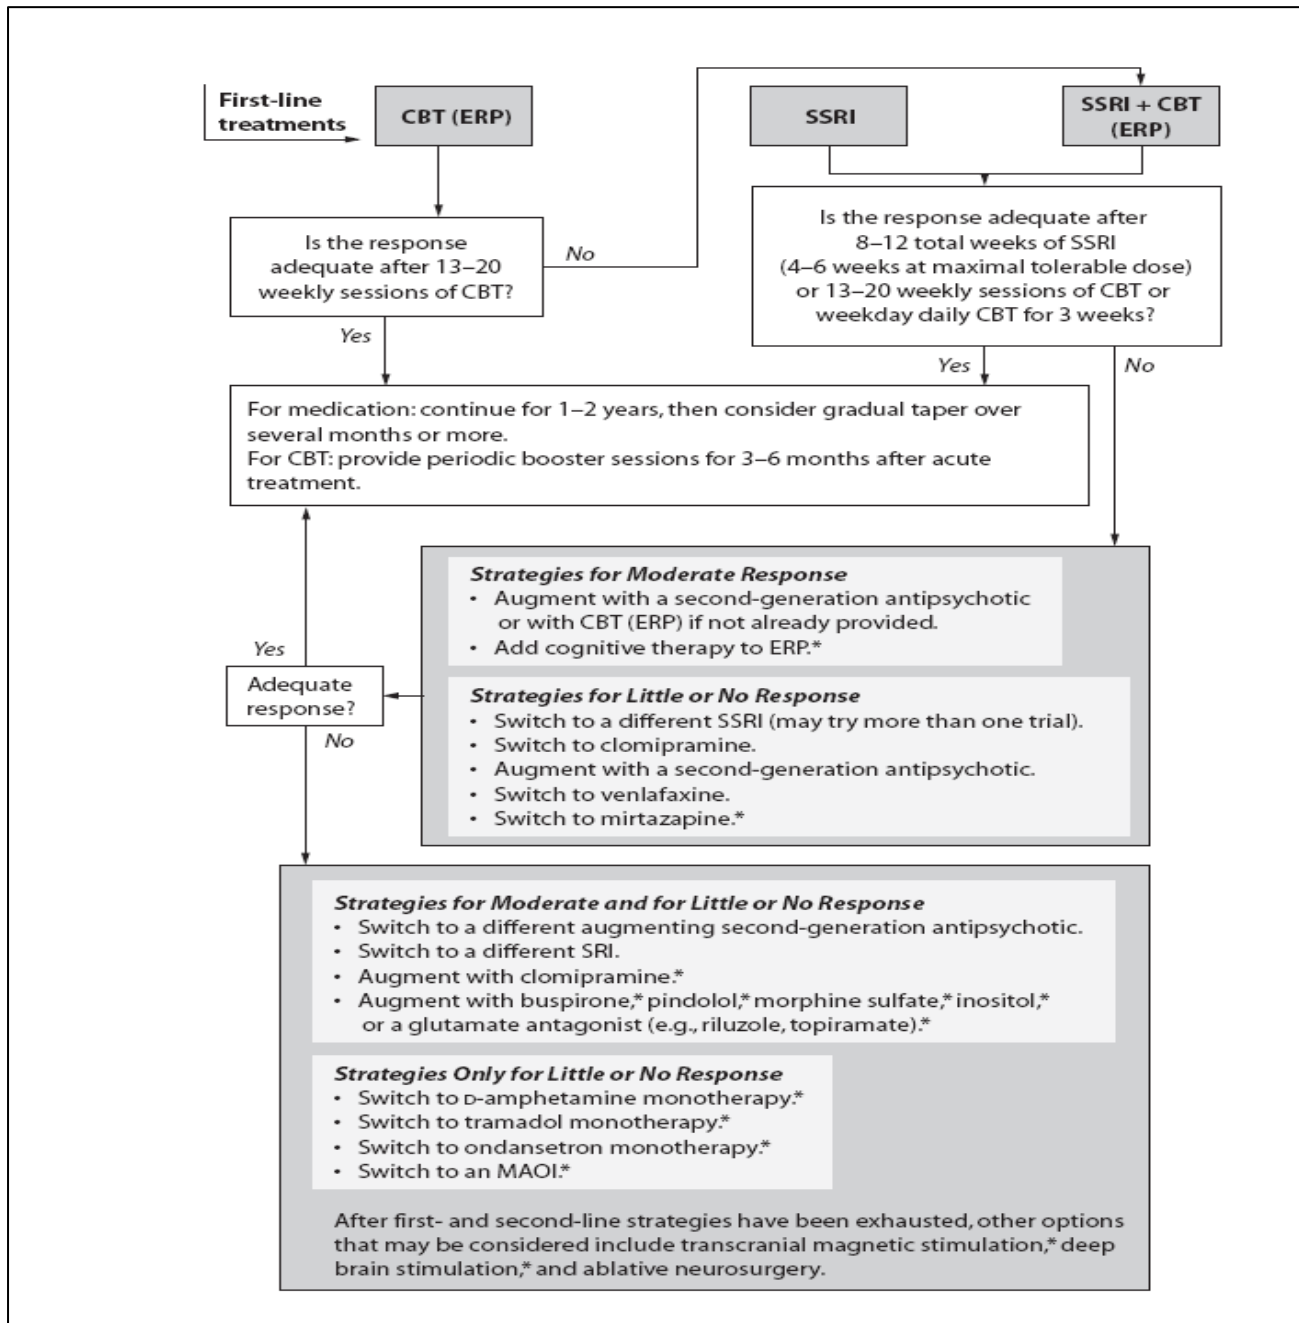 First-line
treatments
CBT (ERP)
SSRI
SSRI + CBT
(ERP)
Is the response
adequate after 13–20
weekly sessions of CBT?
No
Yes
Is the response adequate after
8–12 total weeks of SSRI
(4–6 weeks at maximal tolerable dose)
or 13–20 weekly sessions of CBT or
weekday daily CBT for 3 weeks?
Yes
No
For medication: continue for 1–2 years, then consider gradual taper over
several months or more.
For CBT: provide periodic booster sessions for 3–6 months after acute
treatment.
Strategies for Moderate Response
• Augment with a second-generation antipsychotic
or with CBT (ERP) if not already provided.
• Add cognitive therapy to ERP.*
Strategies for Little or No Response
• Switch to a different SSRI (may try more than one trial).
• Switch to clomipramine.
• Augment with a second-generation antipsychotic.
• Switch to venlafaxine.
• Switch to mirtazapine.*
Yes
Adequate
response?
No
Strategies for Moderate and for Little or No Response
• Switch to a different augmenting second-generation antipsychotic.
• Switch to a different SRI.
• Augment with clomipramine.*
• Augment with buspirone,* pindolol,* morphine sulfate,* inositol,*
or a glutamate antagonist (e.g., riluzole, topiramate).*
Strategies Only for Little or No Response
• Switch to D-amphetamine monotherapy.*
• Switch to tramadol monotherapy.*
• Switch to ondansetron monotherapy.*
• Switch to an MAOI.*
After first- and second-line strategies have been exhausted, other options
that may be considered include transcranial magnetic stimulation,* deep
brain stimulation,* and ablative neurosurgery.